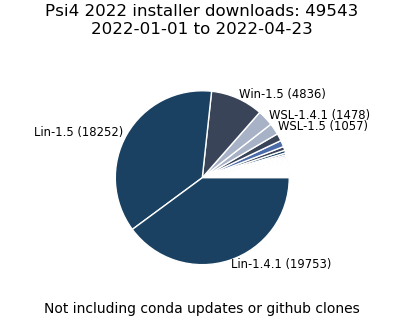 Psi4 2022 installer downloads: 49543
2022-01-01 to 2022-04-23
Win-1.5 (4836)
WSL-1.4.1 (1478)
WSL-1.5 (1057)
Lin-1.5 (18252)
Lin-1.4.1 (19753)
Not including conda updates or github clones